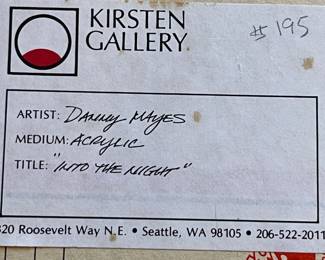 KIRSTEN
GALLERY
$195
ARTIST: DANNY MAYES
MEDIUM: ACRYLIC
TITLE: "INTO THE NIGHT"
320 Roosevelt Way N.E. • Seattle, WA 98105 • 206-522-2011